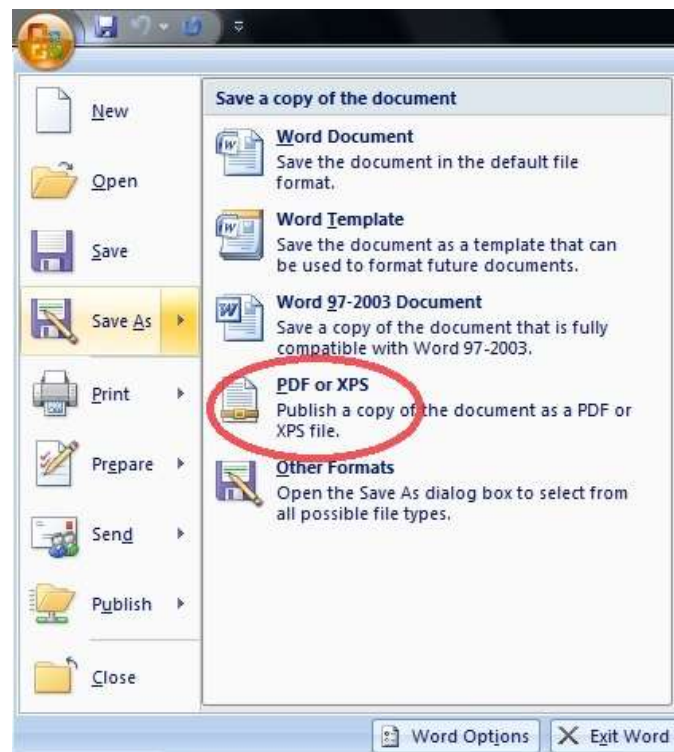 New
Open
Save
Save As
Print
Prepare
Send
Publish
Close
Save a copy of the document
Word Document
Save the document in the default file
format.
Word Template
Save the document as a template that can
be used to format future documents.
Word 97-2003 Document
Save a copy of the document that is fully
compatible with Word 97-2003.
PDF or XPS
Publish a copy of the document as a PDF or
XPS file.
Other Formats
Open the Save As dialog box to select from
all possible file types.
Word Options
Exit Word